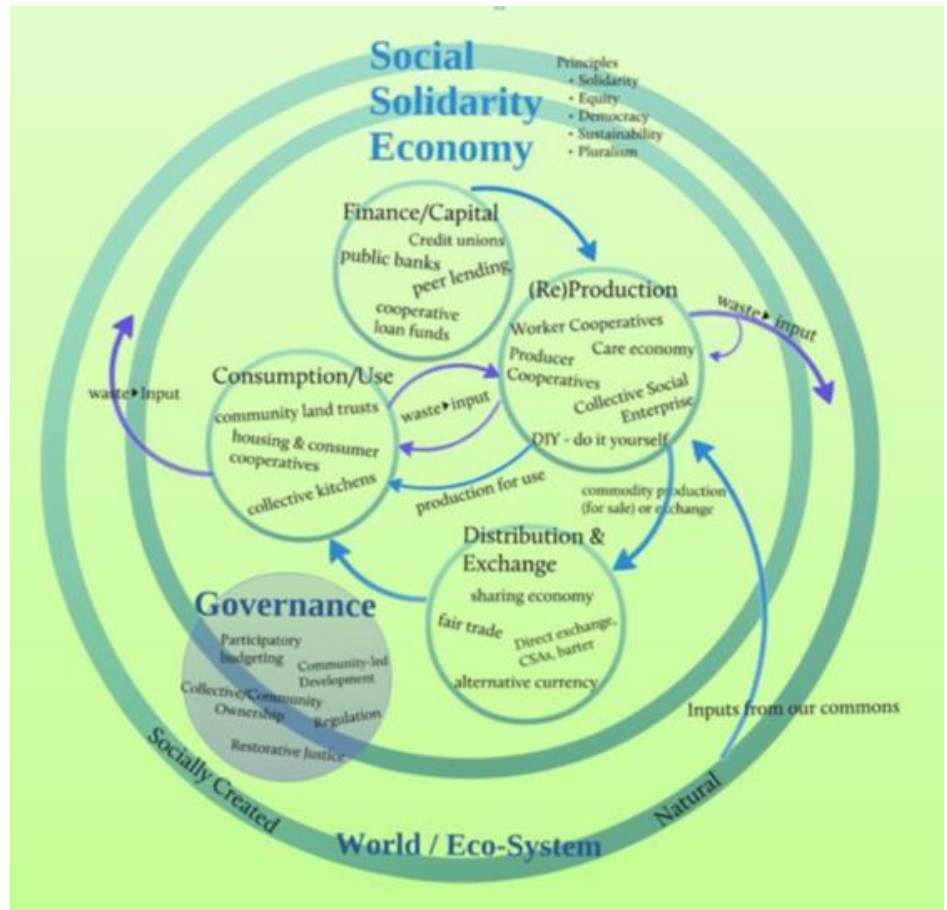 Social
Solidarity
Economy
Principles
• Solidarity
• Equity
• Democracy
• Sustainability
• Pluralism
Finance/Capital
Credit unions
public banks
peer lending
cooperative
loan funds
(Re)Production
Worker Cooperatives
Care economy
Producer
Cooperatives
Collective Social
Enterprise
DIY - do it yourself
waste▸input
waste▸Input
Consumption/Use
community land trusts
housing & consumer
cooperatives
collective kitchens
waste▸input
production for use
commodity production
(for sale) or exchange
Distribution &
Exchange
sharing economy
fair trade
Direct exchange,
CSAs, barter
alternative currency
Governance
Participatory
budgeting
Community-led
Development
Collective/Community
Ownership
Regulation
Restorative Justice
Inputs from our commons
Socially Created
Natural
World / Eco-System